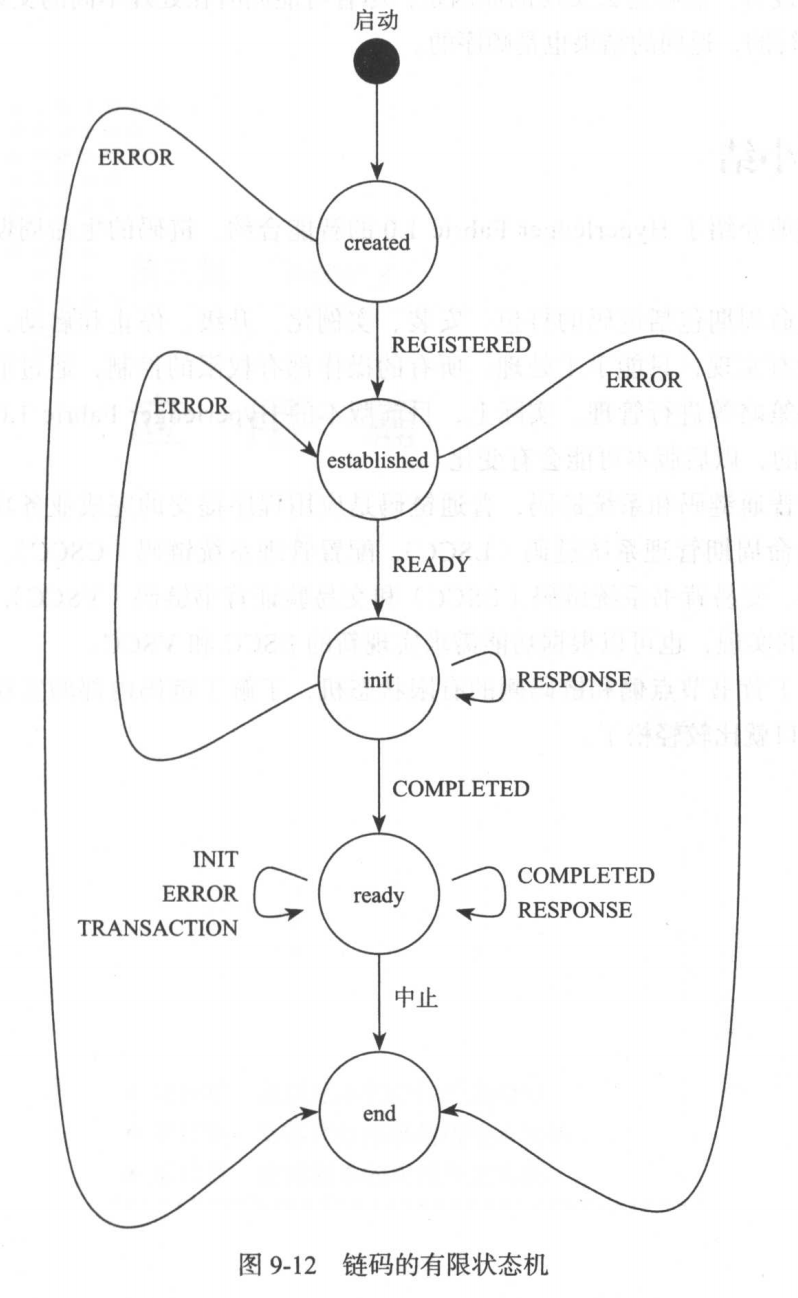 启动
ERROR
created
REGISTERED
ERROR
ERROR
established
READY
init
RESPONSE
COMPLETED
INIT
ERROR
TRANSACTION
ready
COMPLETED
RESPONSE
中止
end
图 9-12 链码的有限状态机